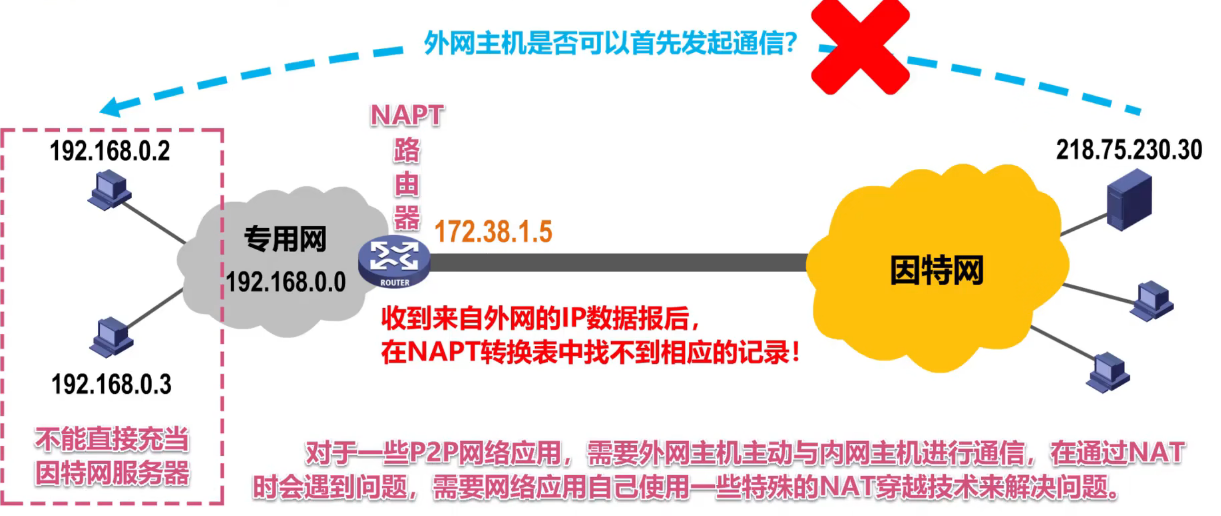 外网主机是否可以首先发起通信？
NAPT
路
由
器
192.168.0.2
218.75.230.30
172.38.1.5
专用网
192.168.0.0
ROUTER
因特网
收到来自外网的IP数据报后，
在NAPT转换表中找不到相应的记录！
192.168.0.3
不能直接充当
因特网服务器
对于一些P2P网络应用，需要外网主机主动与内网主机进行通信，在通过NAT
时会遇到问题，需要网络应用自己使用一些特殊的NAT穿越技术来解决问题。